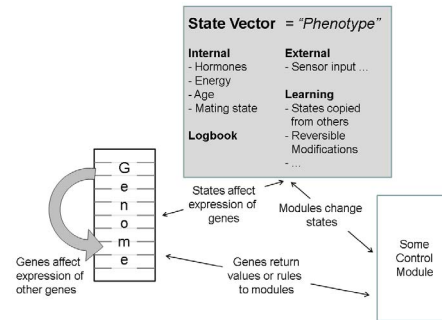 State Vector = "Phenotype"
Internal
- Hormones
- Energy
- Age
- Mating state
Logbook
External
- Sensor input ...
Learning
- States copied
from others
- Reversible
Modifications
- ...
Genome
States affect
expression of
genes
Modules change
states
Genes affect
expression of
other genes
Genes return
values or rules
to modules
Some
Control
Module